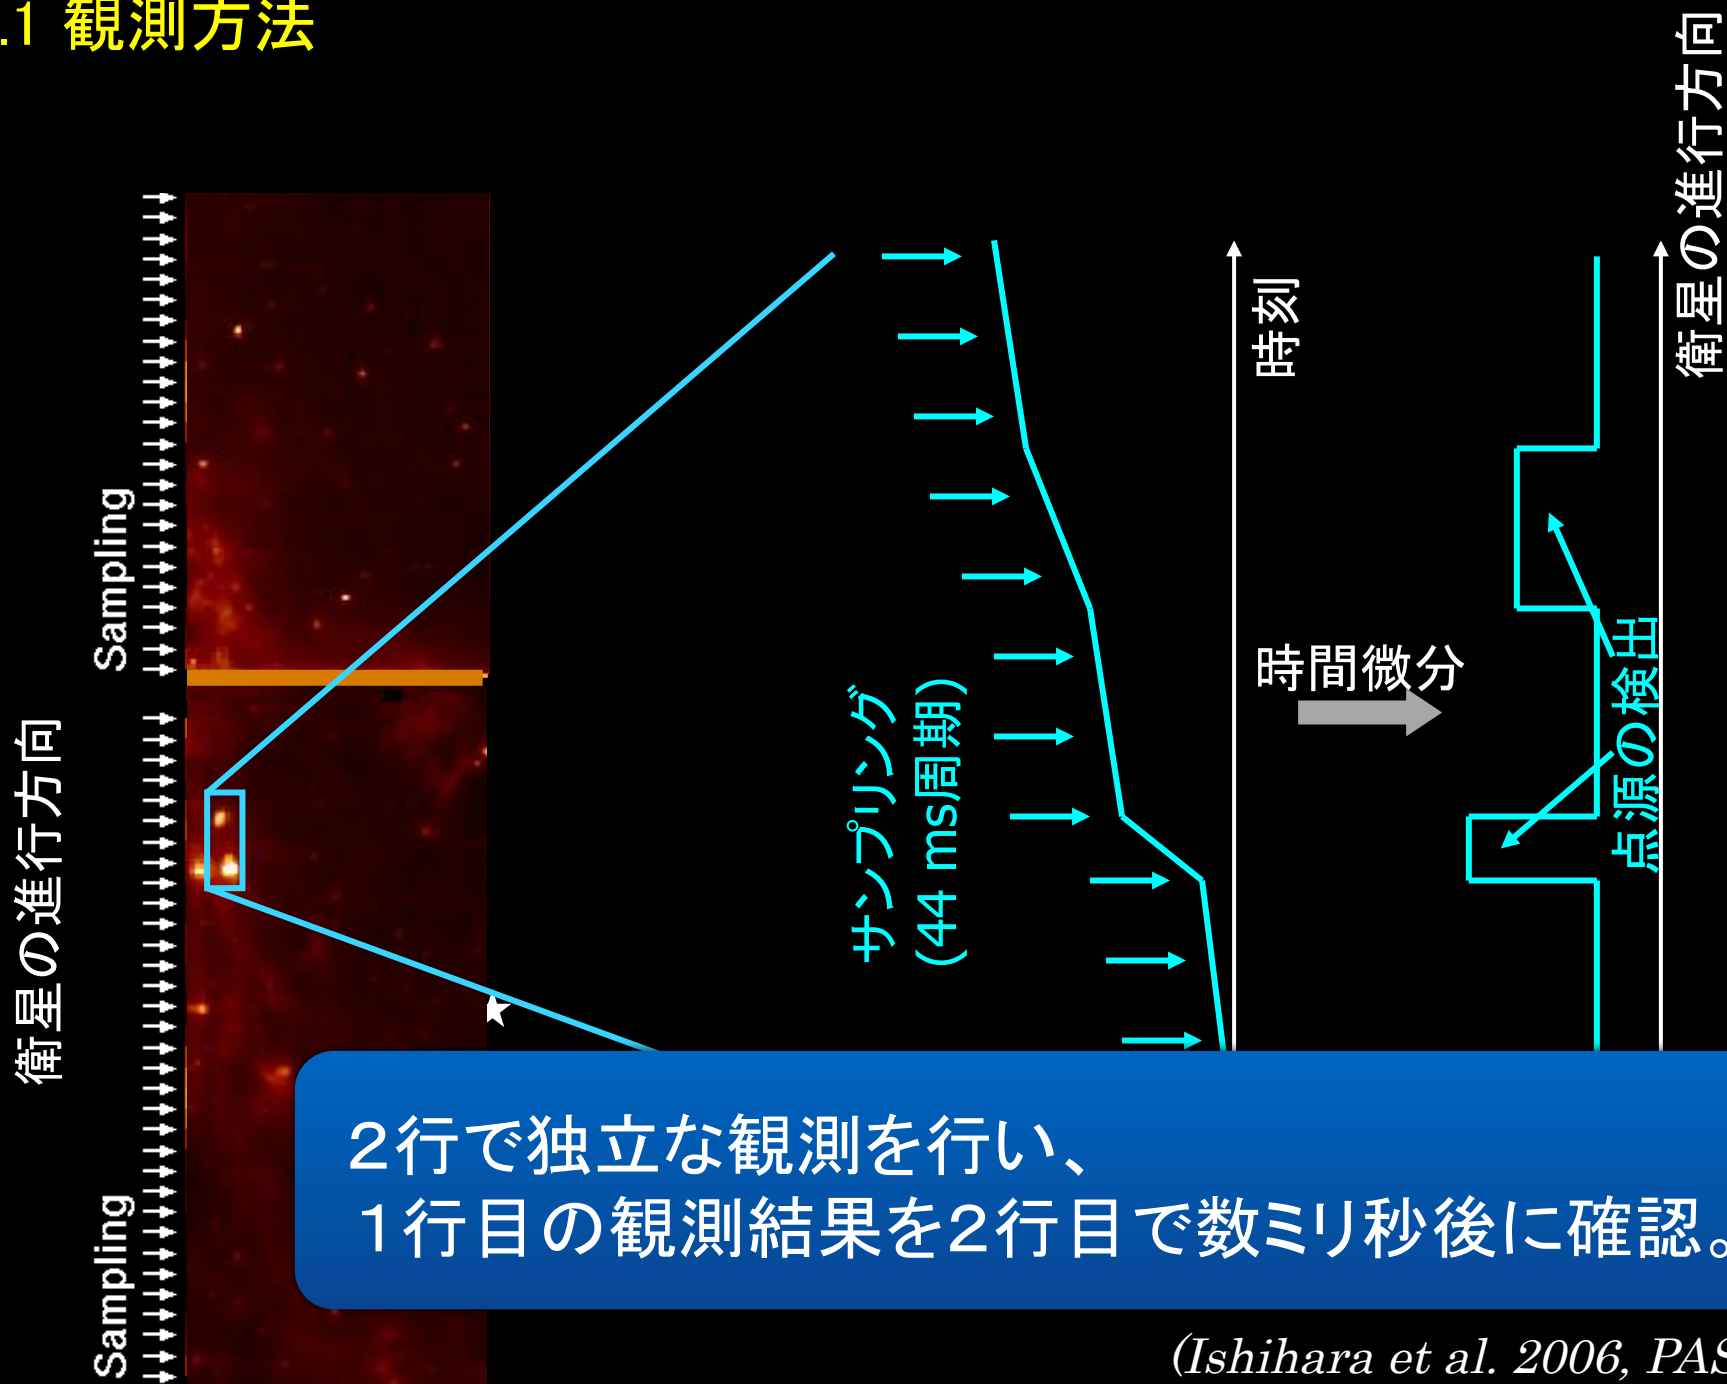 .1 観測方法
衛星の進行方向
Sampling
Sampling
サンプリング
(44 ms周期)
時刻
時間微分
点源の検出
衛星の進行方向
２行で独立な観測を行い、
１行目の観測結果を２行目で数ミリ秒後に確認。
(Ishihara et al. 2006, PAS